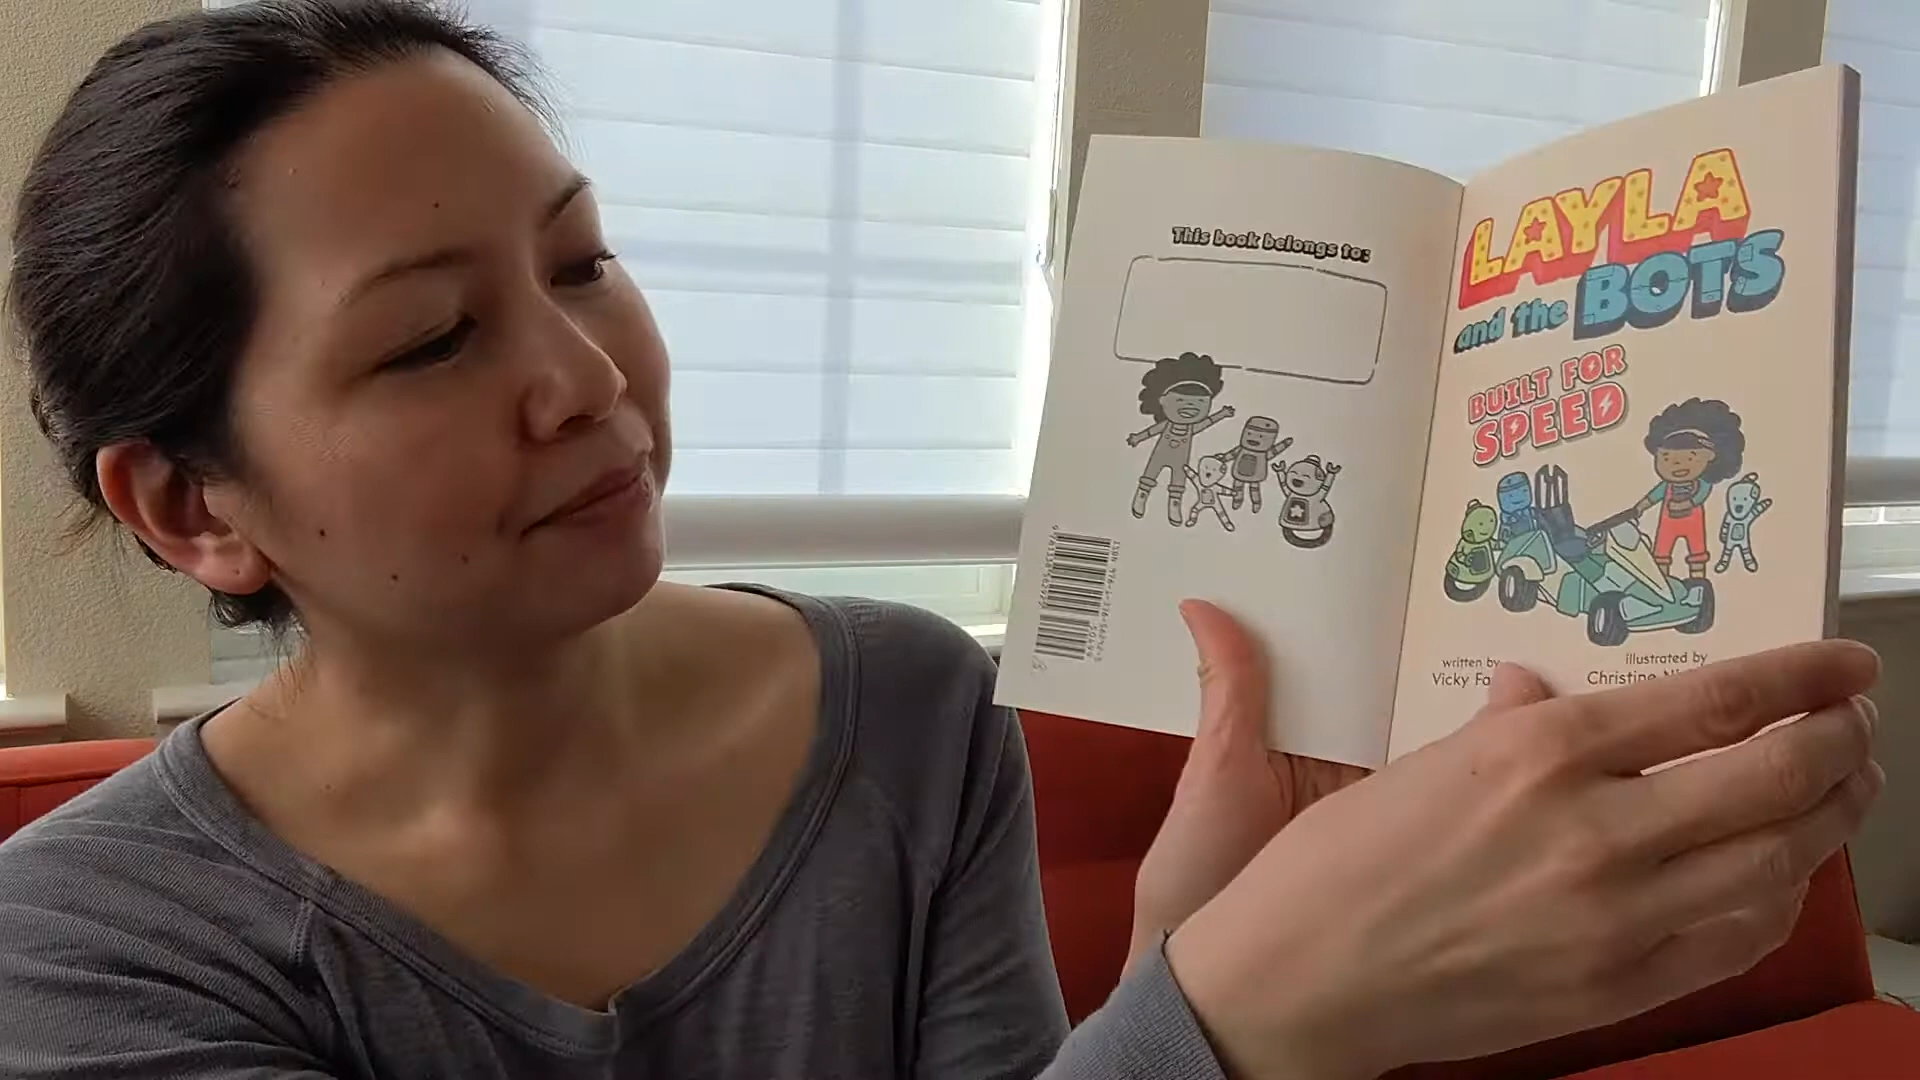 This book belongs to:
LAYLA
and the BOTS
BUILT FOR
SPEED
written by
Vicky
illustrated by
Christine